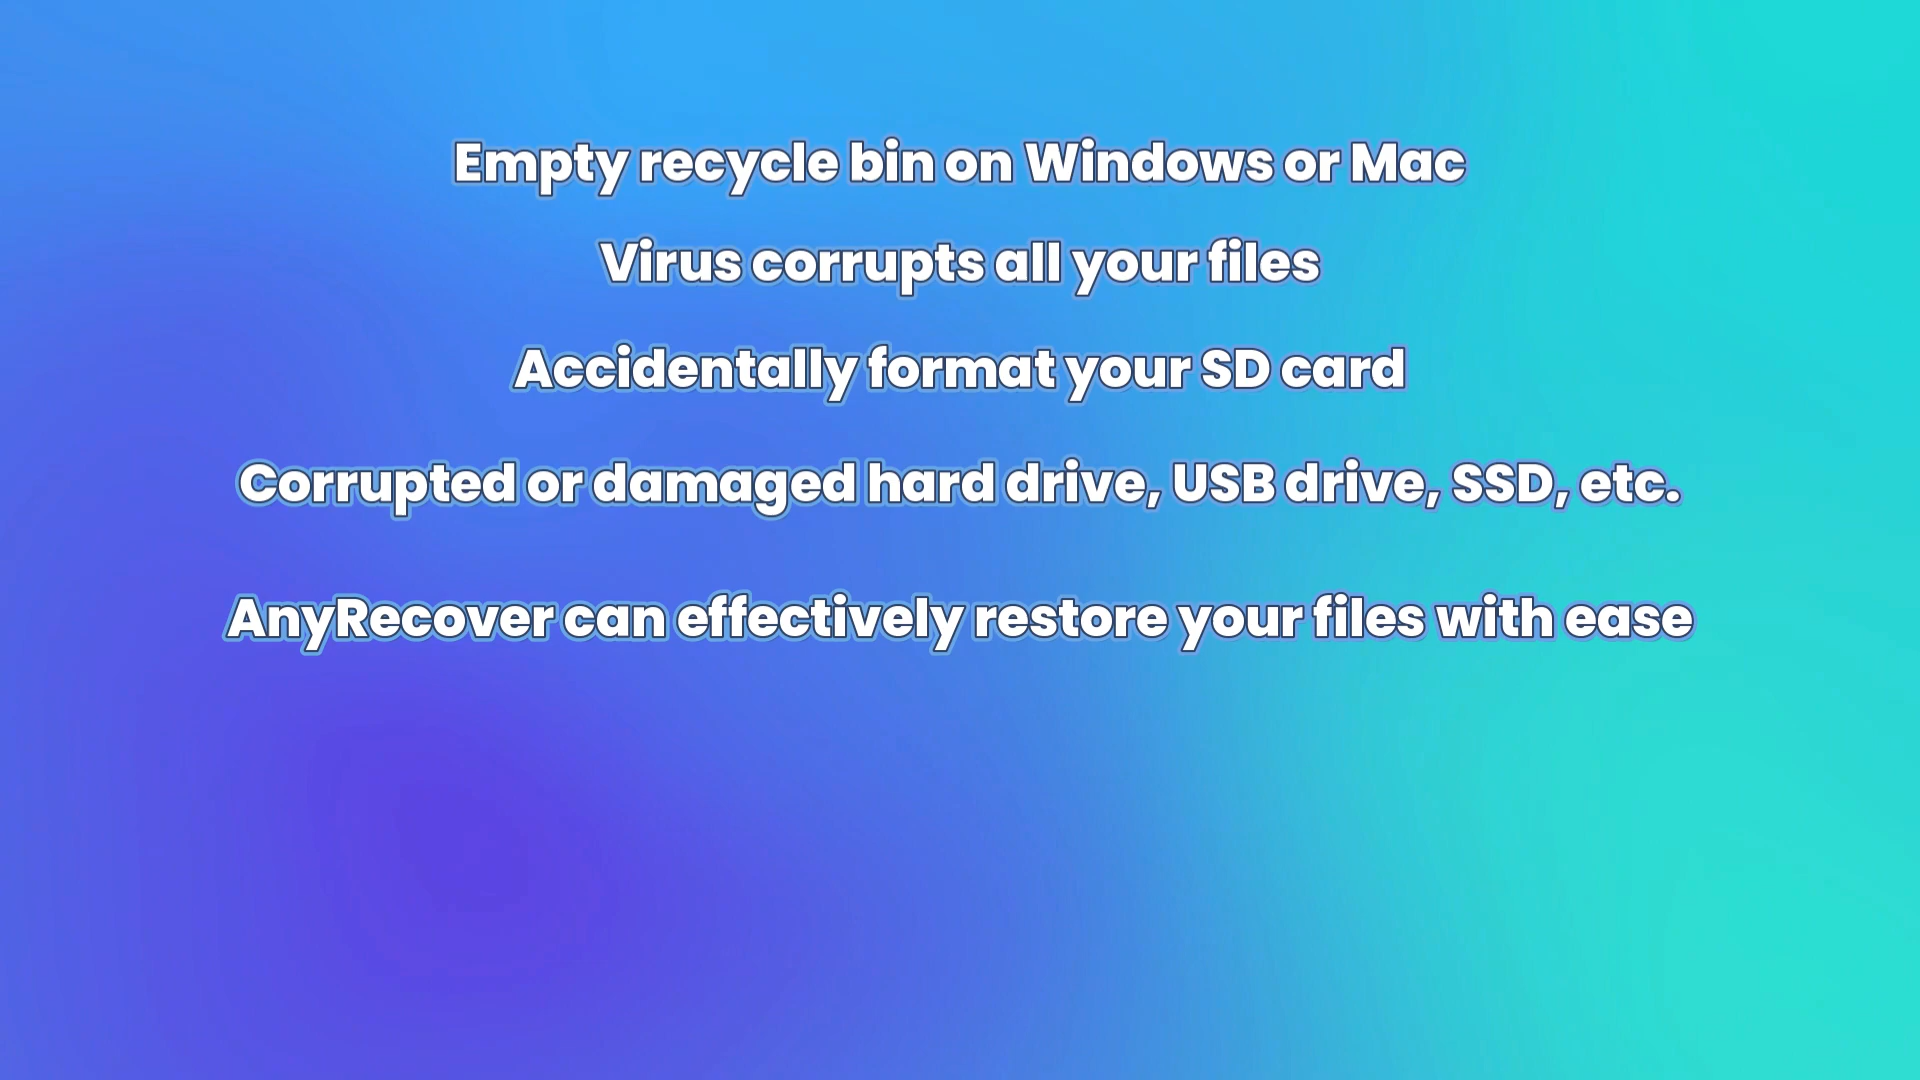 Empty recycle bin on Windows or Mac
Virus corrupts all your files
Accidentally format your SD card
Corrupted or damaged hard drive, USB drive, SSD, etc.
AnyRecover can effectively restore your files with ease